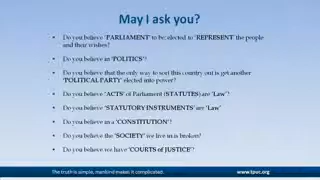 May I ask you?
• Do you believe 'PARLIAMENT' to be elected to 'REPRESENT' the people
and their wishes?
• Do you believe in 'POLITICS'?
• Do you believe that the only way to sort this country out is get another
'POLITICAL PARTY' elected into power?
• Do you believe 'ACTS' of Parliament (STATUTES) are 'Law'?
• Do you believe 'STATUTORY INSTRUMENTS' are 'Law'
• Do you believe in a 'CONSTITUTION'?
• Do you believe the 'SOCIETY' we live in is broken?
• Do you believe we have 'COURTS of JUSTICE'?
The truth is simple, mankind makes it complicated.
www.tpuc.org